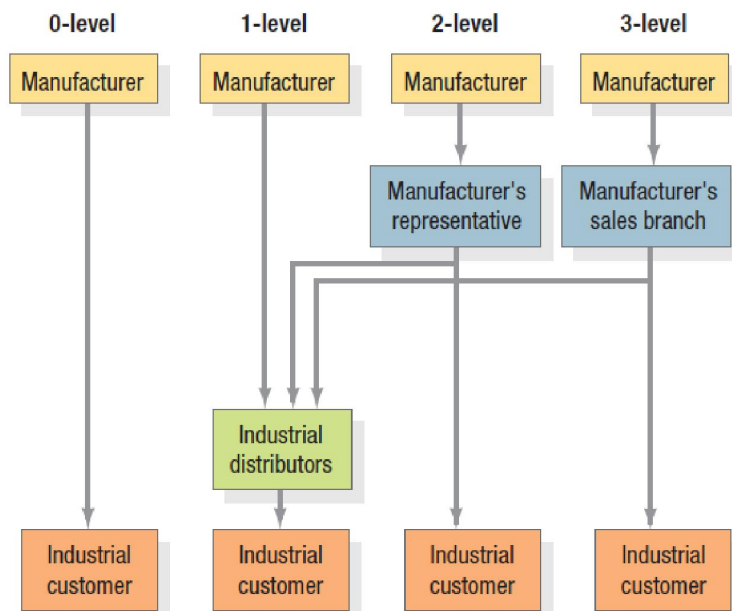 0-level
1-level
2-level
3-level
Manufacturer
Manufacturer
Manufacturer
Manufacturer
Manufacturer's
representative
Manufacturer's
sales branch
Industrial
distributors
Industrial
customer
Industrial
customer
Industrial
customer
Industrial
customer